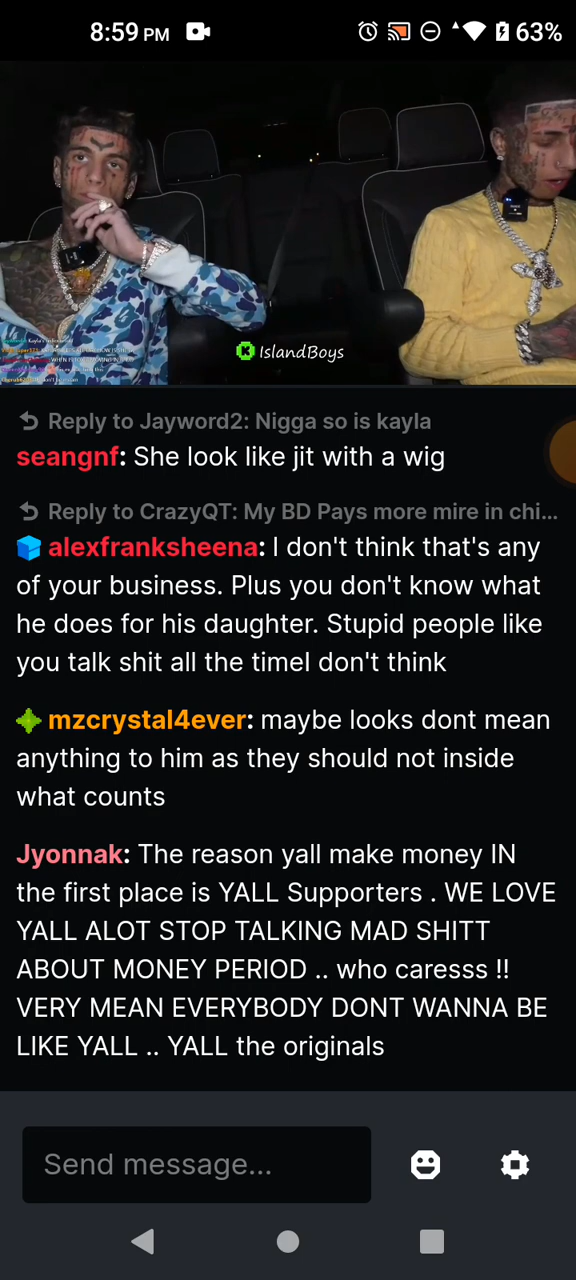 8:59 PM
63%
IslandBoys
Reply to Jayword2: Nigga so is kayla
seangnf: She look like jit with a wig
Reply to CrazyQT: My BD Pays more mire in chi...
alexfranksheena: I don't think that's any
of your business. Plus you don't know what
he does for his daughter. Stupid people like
you talk shit all the timeI don't think
mzcrystal4ever: maybe looks dont mean
anything to him as they should not inside
what counts
Jyonnak: The reason yall make money IN
the first place is YALL Supporters . WE LOVE
YALL ALOT STOP TALKING MAD SHITT
ABOUT MONEY PERIOD .. who caresss !!
VERY MEAN EVERYBODY DONT WANNA BE
LIKE YALL .. YALL the originals
Send message...